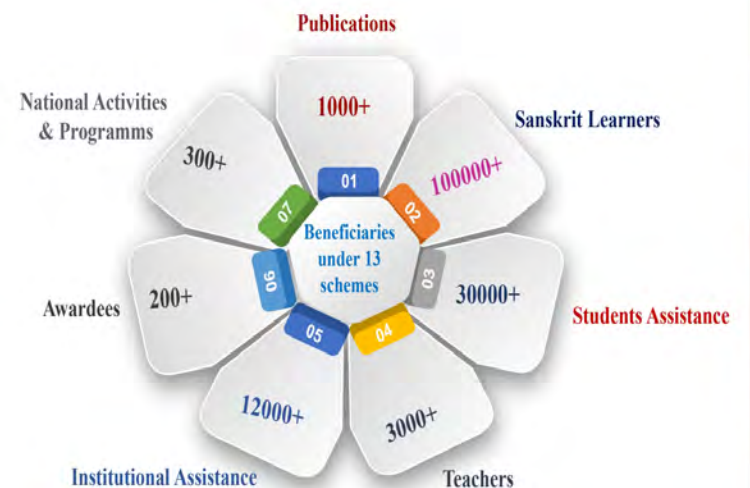 Publications
1000+
01
Sanskrit Learners
100000+
02
Students Assistance
30000+
03
Teachers
3000+
04
Institutional Assistance
12000+
05
Awardees
200+
06
National Activities
& Programms
300+
07
Beneficiaries
under 13
schemes